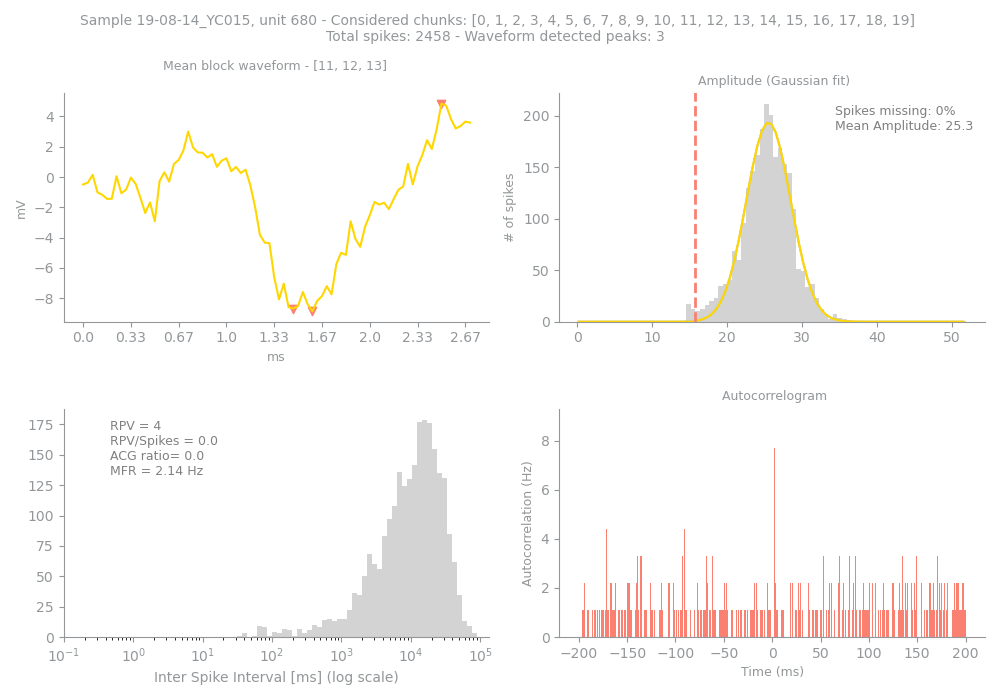 Sample 19-08-14_YC015, unit 680 - Considered chunks: [0, 1, 2, 3, 4, 5, 6, 7, 8, 9, 10, 11, 12, 13, 14, 15, 16, 17, 18, 19]
Total spikes: 2458 - Waveform detected peaks: 3
Mean block waveform - [11, 12, 13]
4
2
0
−2
−4
−6
−8
mV
0.0 0.33 0.67 1.0 1.33 1.67 2.0 2.33 2.67
ms
Amplitude (Gaussian fit)
Spikes missing: 0%
Mean Amplitude: 25.3
200
150
100
50
0
# of spikes
0 10 20 30 40 50
RPV = 4
RPV/Spikes = 0.0
ACG ratio= 0.0
MFR = 2.14 Hz
175
150
125
100
75
50
25
0
10⁻¹ 10⁰ 10¹ 10² 10³ 10⁴ 10⁵
Inter Spike Interval [ms] (log scale)
Autocorrelogram
8
6
4
2
0
Autocorrelation (Hz)
−200 −150 −100 −50 0 50 100 150 200
Time (ms)